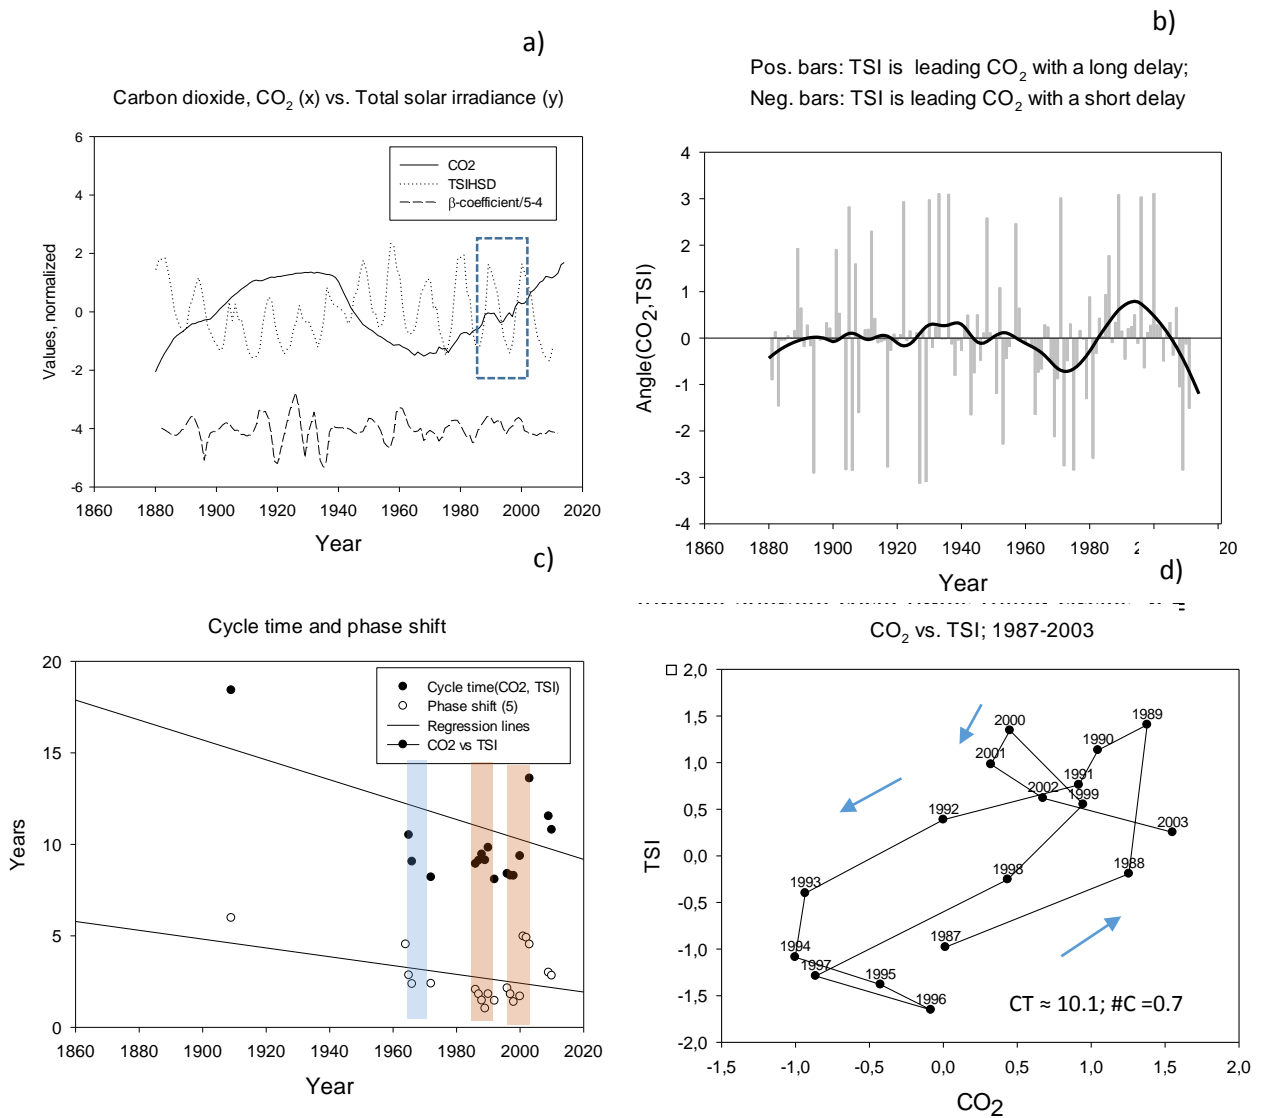 a)
Carbon dioxide, CO2 (x) vs. Total solar irradiance (y)
6
4
2
0
-2
-4
-6
Values, normalized
CO2
TSIHSD
β-coefficient/5-4
1860 1880 1900 1920 1940 1960 1980 2000 2020
Year
b)
Pos. bars: TSI is leading CO2 with a long delay;
Neg. bars: TSI is leading CO2 with a short delay
4
3
2
1
0
-1
-2
-3
-4
Angle(CO2,TSI)
1860 1880 1900 1920 1940 1960 1980 20
Year
c)
Cycle time and phase shift
20
15
10
5
0
Years
Cycle time(CO2, TSI)
Phase shift (5)
Regression lines
CO2 vs TSI
1860 1880 1900 1920 1940 1960 1980 2000 2020
Year
d)
CO2 vs. TSI; 1987-2003
2,0
1,5
1,0
0,5
0,0
-0,5
-1,0
-1,5
-2,0
TSI
2000
1989
2001
1990
1991
2002
1999
1992
2003
1998
1988
1993
1987
1994
1997
1995
1996
CT ≈ 10.1; #C =0.7
-1,5 -1,0 -0,5 0,0 0,5 1,0 1,5 2,0
CO2